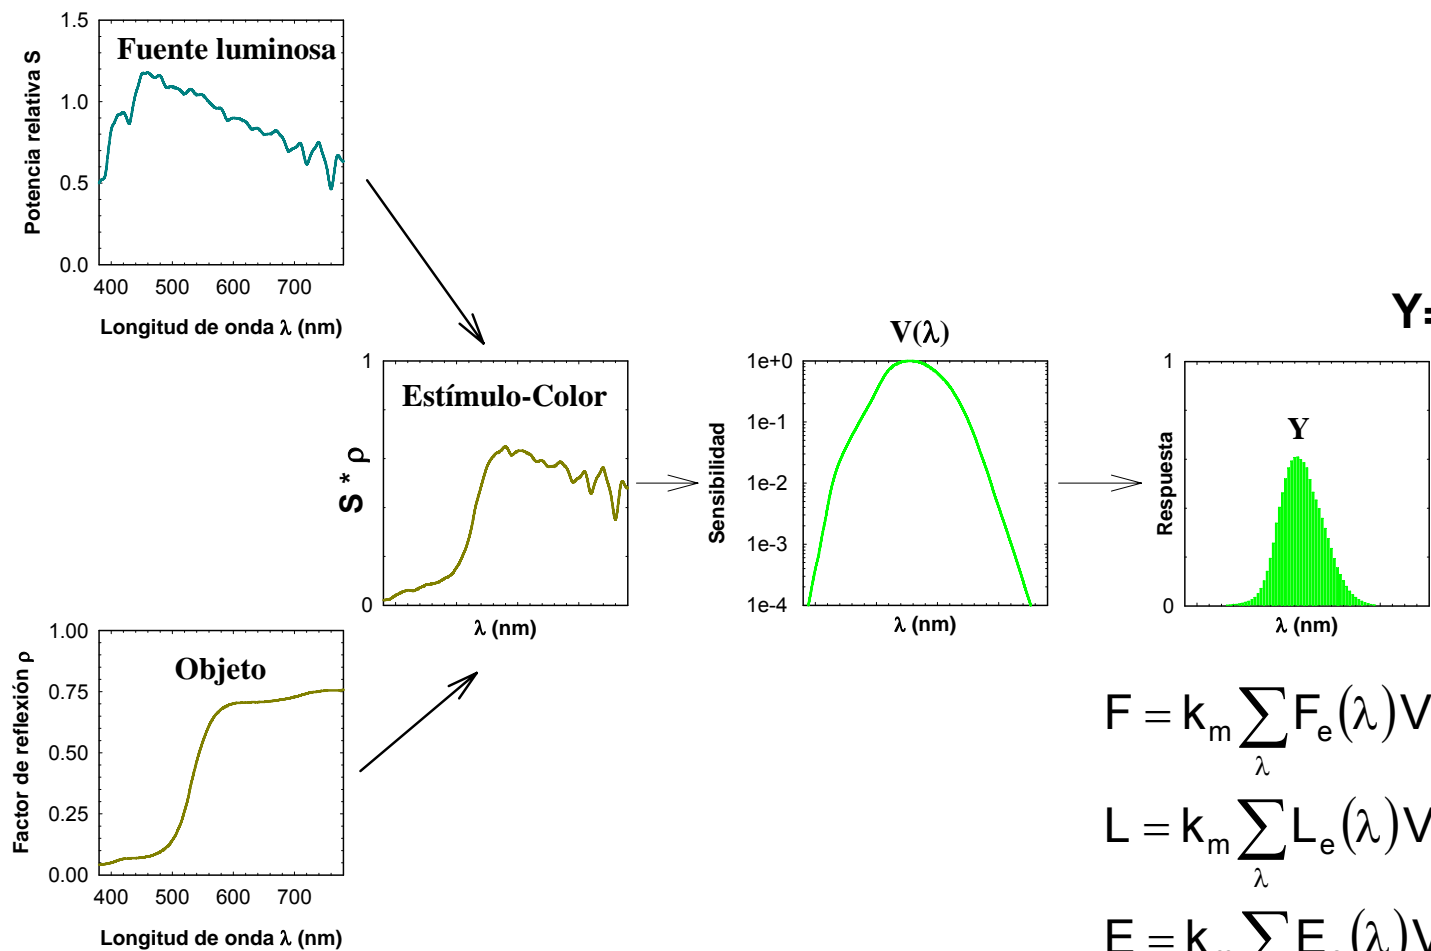 Fuente luminosa
Potencia relativa S
1.5
1.0
0.5
0.0
400 500 600 700
Longitud de onda λ (nm)
Estímulo-Color
S * ρ
1
0
λ (nm)
V(λ)
Sensibilidad
1e+0
1e-1
1e-2
1e-3
1e-4
λ (nm)
Y=
Y
Respuesta
1
0
λ (nm)
Objeto
Factor de reflexión ρ
1.00
0.75
0.50
0.25
0.00
400 500 600 700
Longitud de onda λ (nm)
F = k_m ∑_λ F_e(λ)V
L = k_m ∑_λ L_e(λ)V
E = k ∑ E (λ)V